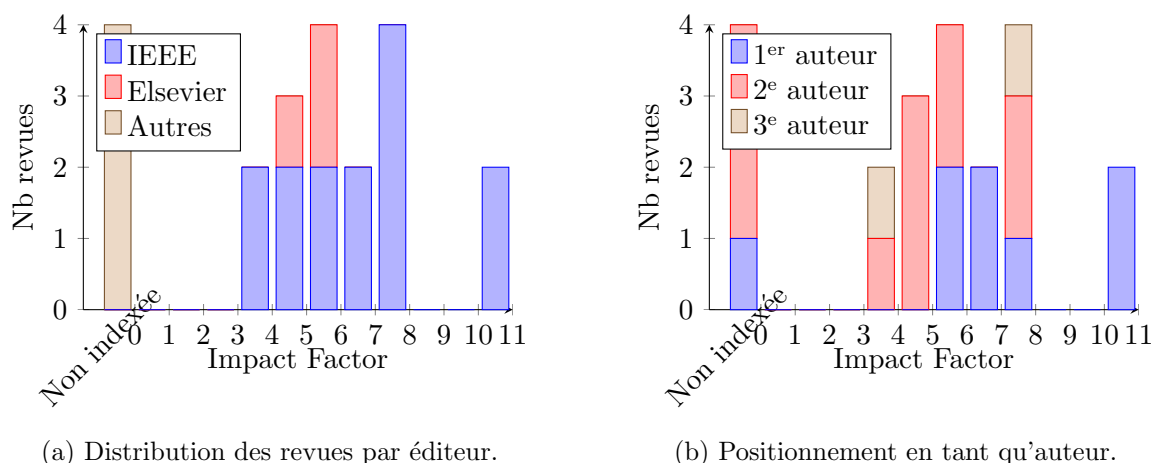 0
1
2
3
4
Nb revues
IEEE
Elsevier
Autres
Non indexée
0 1 2 3 4 5 6 7 8 9 10 11
Impact Factor
(a) Distribution des revues par éditeur.
0
1
2
3
4
Nb revues
1er auteur
2e auteur
3e auteur
Non indexée
0 1 2 3 4 5 6 7 8 9 10 11
Impact Factor
(b) Positionnement en tant qu'auteur.